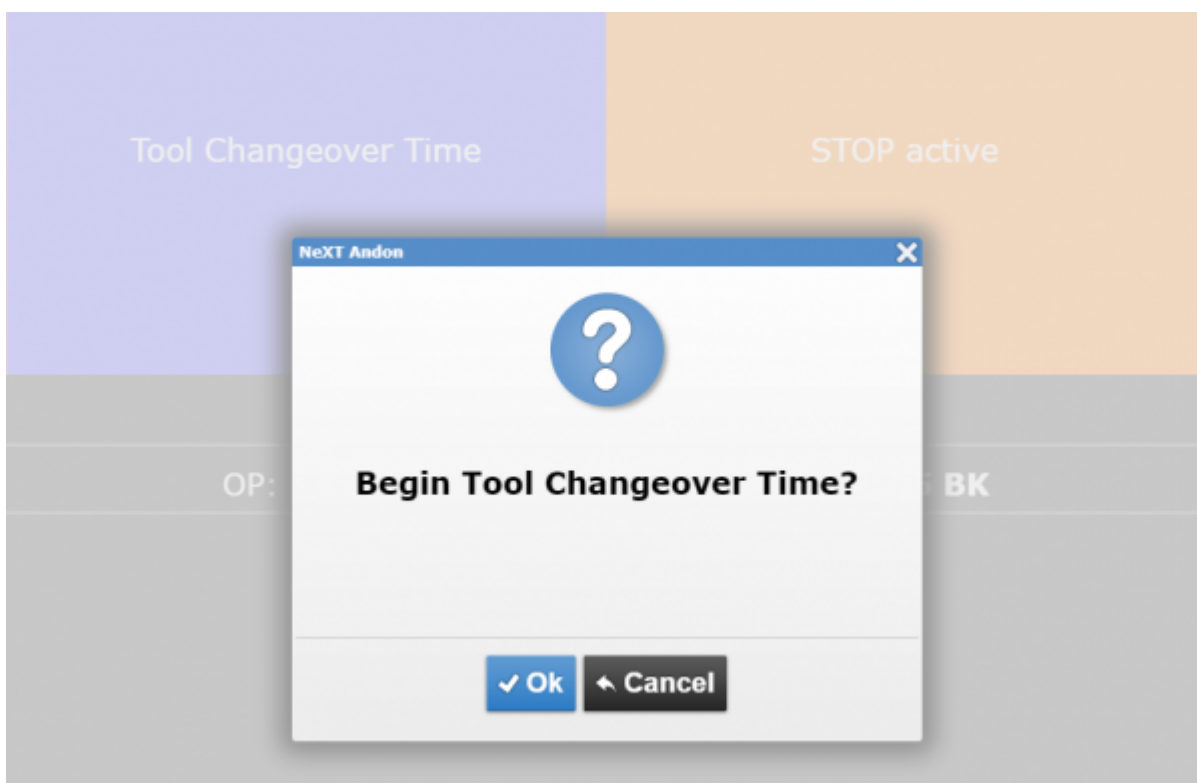 Tool Changeover Time
STOP active
NeXT Andon
OP:
Begin Tool Changeover Time?
BK
Ok
Cancel